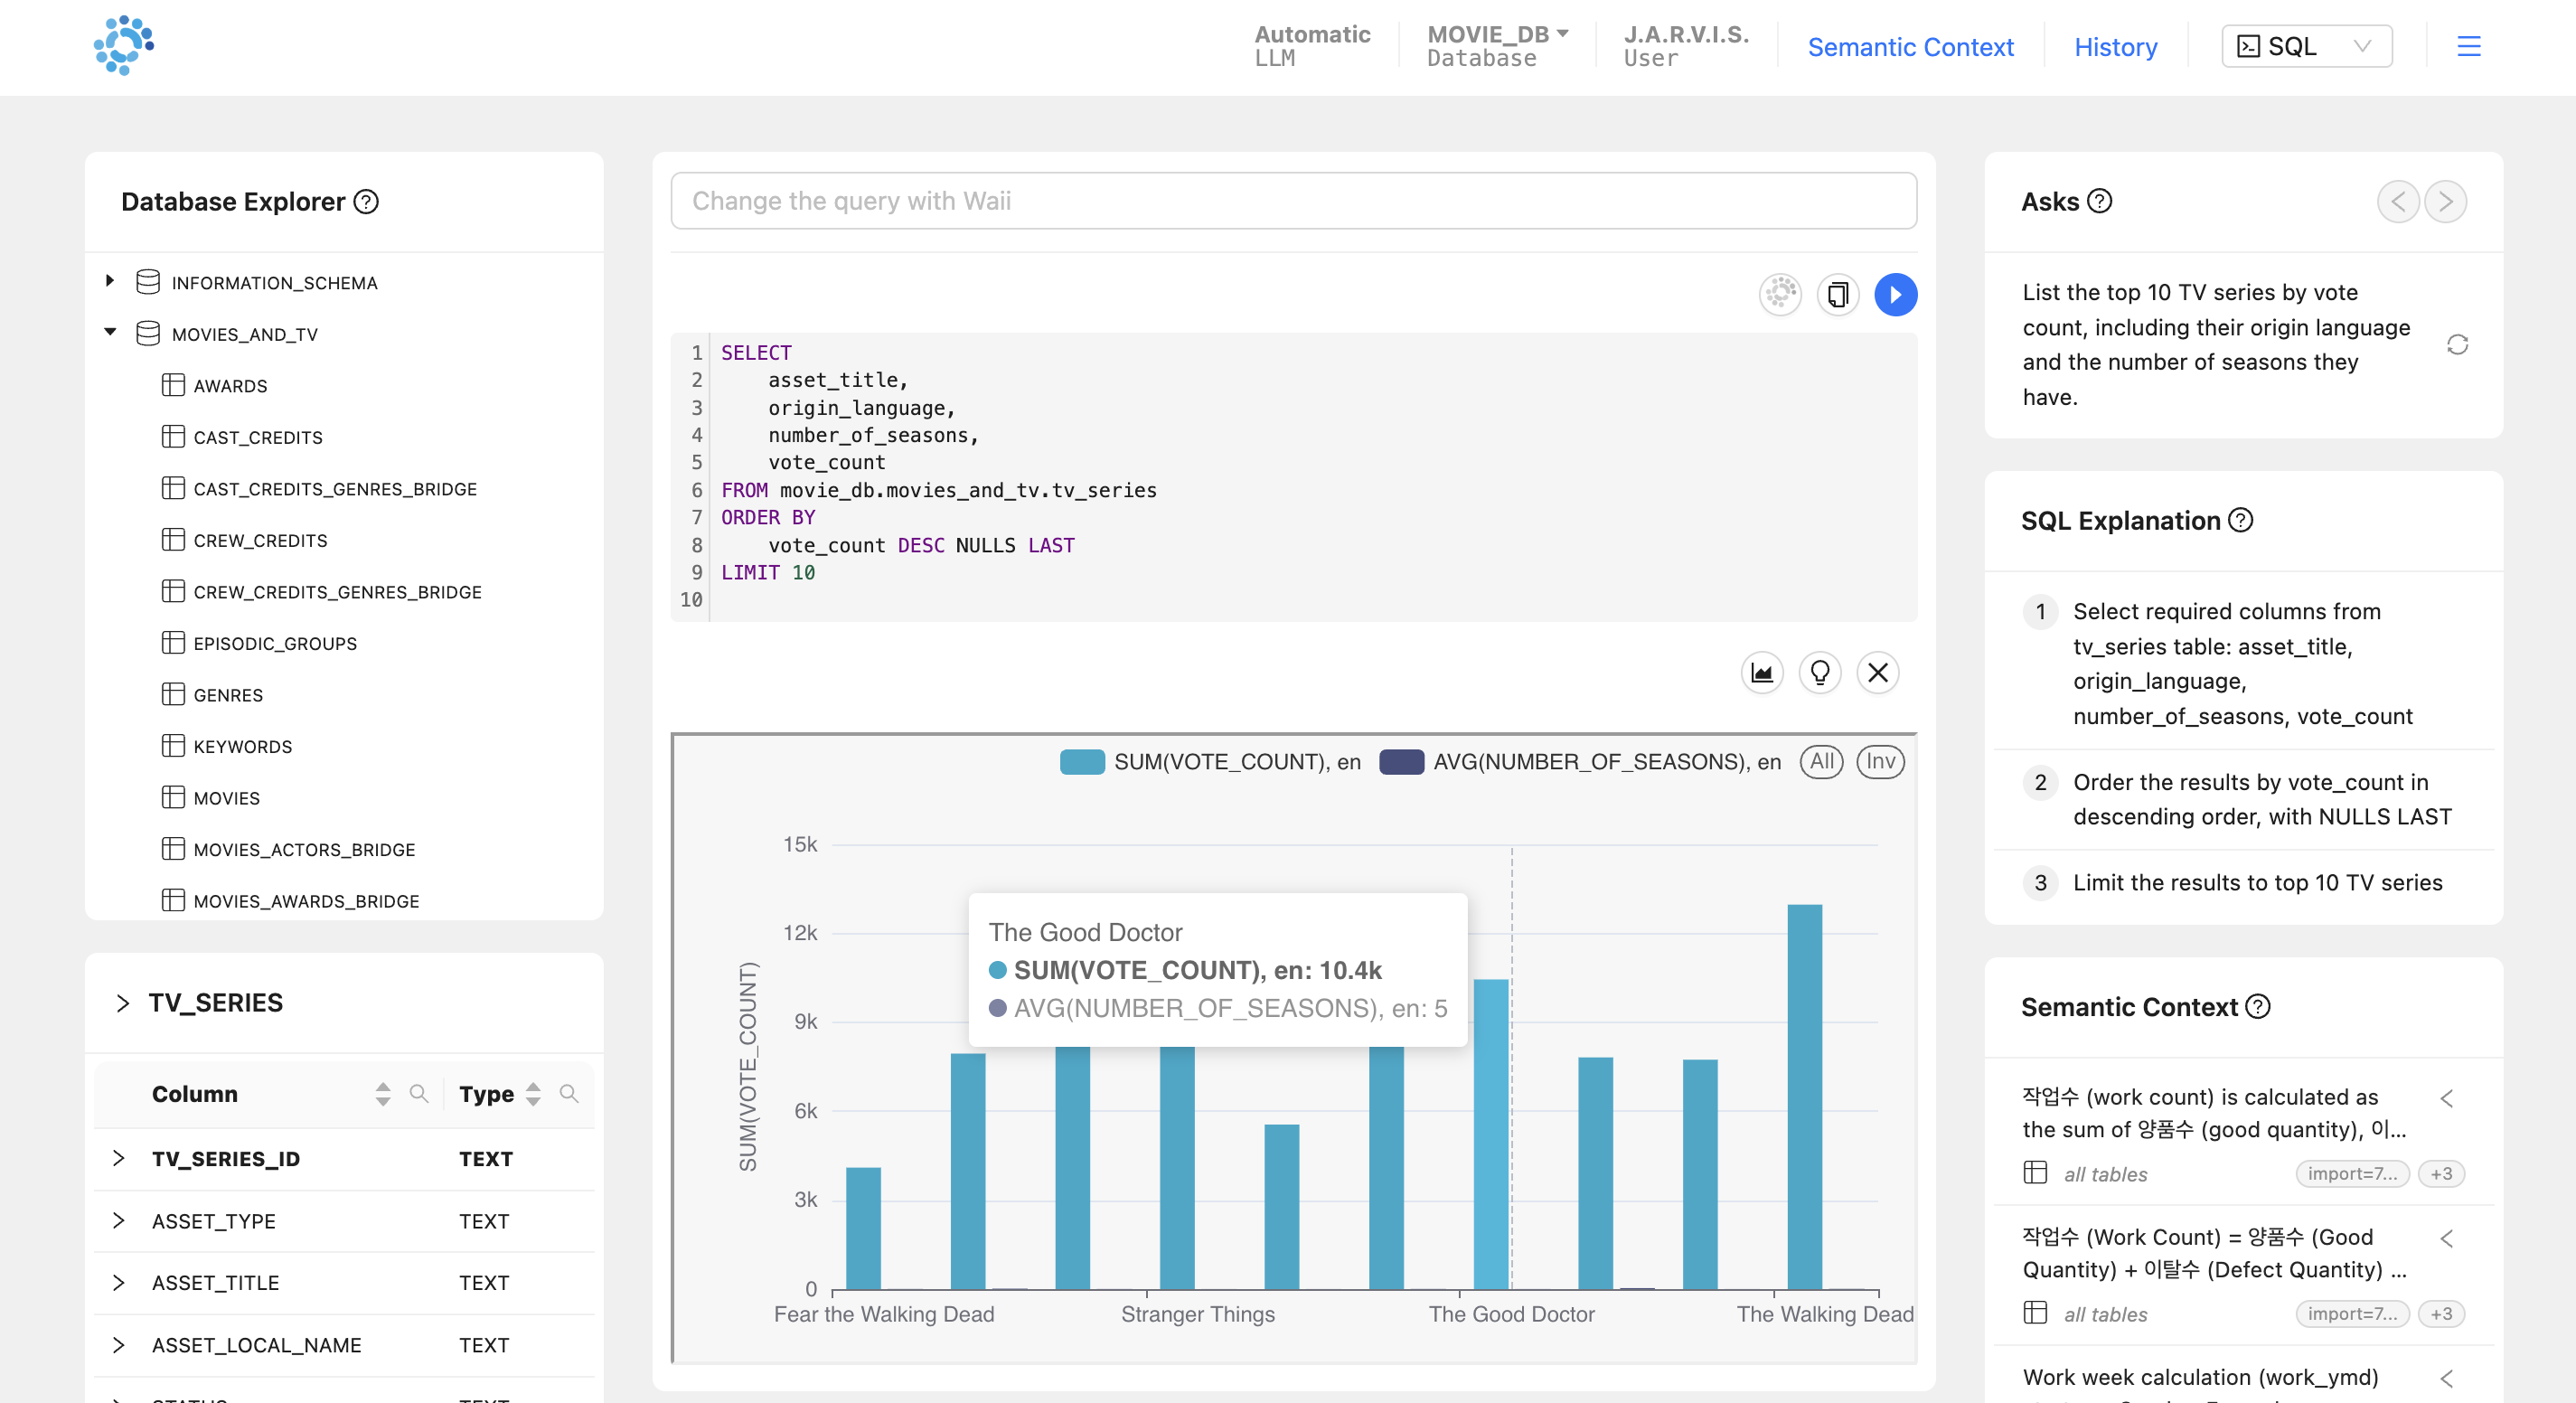 Automatic
LLM
MOVIE_DB
Database
J.A.R.V.I.S.
User
Semantic Context
History
SQL
Database Explorer
INFORMATION_SCHEMA
MOVIES_AND_TV
AWARDS
CAST_CREDITS
CAST_CREDITS_GENRES_BRIDGE
CREW_CREDITS
CREW_CREDITS_GENRES_BRIDGE
EPISODIC_GROUPS
GENRES
KEYWORDS
MOVIES
MOVIES_ACTORS_BRIDGE
MOVIES_AWARDS_BRIDGE
TV_SERIES
Column Type
TV_SERIES_ID TEXT
ASSET_TYPE TEXT
ASSET_TITLE TEXT
ASSET_LOCAL_NAME TEXT
Change the query with Waii
1 SELECT
2 asset_title,
3 origin_language,
4 number_of_seasons,
5 vote_count
6 FROM movie_db.movies_and_tv.tv_series
7 ORDER BY
8 vote_count DESC NULLS LAST
9 LIMIT 10
10
SUM(VOTE_COUNT), en AVG(NUMBER_OF_SEASONS), en All Inv
15k
12k
9k
6k
3k
0
SUM(VOTE_COUNT)
The Good Doctor
SUM(VOTE_COUNT), en: 10.4k
AVG(NUMBER_OF_SEASONS), en: 5
Fear the Walking Dead Stranger Things The Good Doctor The Walking Dead
Asks
List the top 10 TV series by vote
count, including their origin language
and the number of seasons they
have.
SQL Explanation
1 Select required columns from
tv_series table: asset_title,
origin_language,
number_of_seasons, vote_count
2 Order the results by vote_count in
descending order, with NULLS LAST
3 Limit the results to top 10 TV series
Semantic Context
작업수 (work count) is calculated as
the sum of 양품수 (good quantity), 이...
all tables import=7... +3
작업수 (Work Count) = 양품수 (Good
Quantity) + 이탈수 (Defect Quantity) ...
all tables import=7... +3
Work week calculation (work_ymd)